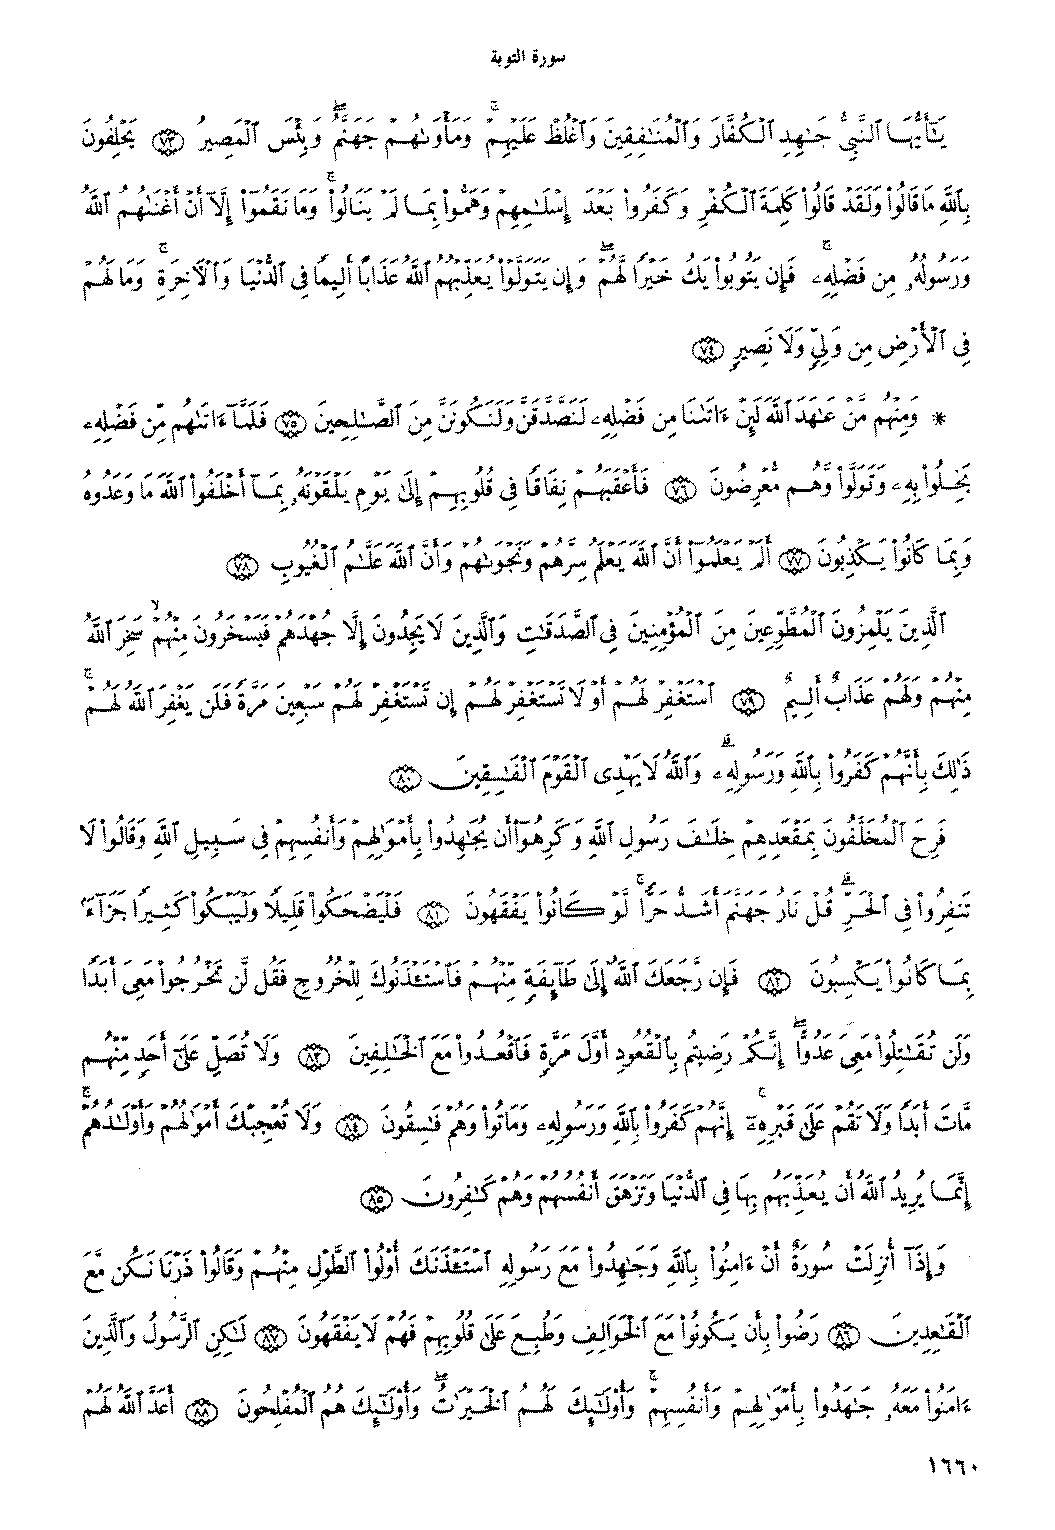 سورة التوبة
يَـٰٓأَيُّهَا ٱلنَّبِىُّ جَـٰهِدِ ٱلْكُفَّارَ وَٱلْمُنَـٰفِقِينَ وَٱغْلُظْ عَلَيْهِمْ ۚ وَمَأْوَىٰهُمْ جَهَنَّمُ ۖ وَبِئْسَ ٱلْمَصِيرُ ﴿٧٣﴾ يَحْلِفُونَ
بِٱللَّهِ مَا قَالُوا۟ وَلَقَدْ قَالُوا۟ كَلِمَةَ ٱلْكُفْرِ وَكَفَرُوا۟ بَعْدَ إِسْلَـٰمِهِمْ وَهَمُّوا۟ بِمَا لَمْ يَنَالُوا۟ ۚ وَمَا نَقَمُوٓا۟ إِلَّآ أَنْ أَغْنَىٰهُمُ ٱللَّهُ
وَرَسُولُهُۥ مِن فَضْلِهِۦ ۚ فَإِن يَتُوبُوا۟ يَكُ خَيْرًا لَّهُمْ ۖ وَإِن يَتَوَلَّوْا۟ يُعَذِّبْهُمُ ٱللَّهُ عَذَابًا أَلِيمًا فِى ٱلدُّنْيَا وَٱلْـَٔاخِرَةِ ۚ وَمَا لَهُمْ
فِى ٱلْأَرْضِ مِن وَلِىٍّ وَلَا نَصِيرٍ ﴿٧٤﴾
* وَمِنْهُم مَّنْ عَـٰهَدَ ٱللَّهَ لَئِنْ ءَاتَىٰنَا مِن فَضْلِهِۦ لَنَصَّدَّقَنَّ وَلَنَكُونَنَّ مِنَ ٱلصَّـٰلِحِينَ ﴿٧٥﴾ فَلَمَّآ ءَاتَىٰهُم مِّن فَضْلِهِۦ
بَخِلُوا۟ بِهِۦ وَتَوَلَّوا۟ وَّهُم مُّعْرِضُونَ ﴿٧٦﴾ فَأَعْقَبَهُمْ نِفَاقًا فِى قُلُوبِهِمْ إِلَىٰ يَوْمِ يَلْقَوْنَهُۥ بِمَآ أَخْلَفُوا۟ ٱللَّهَ مَا وَعَدُوهُ
وَبِمَا كَانُوا۟ يَكْذِبُونَ ﴿٧٧﴾ أَلَمْ يَعْلَمُوٓا۟ أَنَّ ٱللَّهَ يَعْلَمُ سِرَّهُمْ وَنَجْوَىٰهُمْ وَأَنَّ ٱللَّهَ عَلَّـٰمُ ٱلْغُيُوبِ ﴿٧٨﴾
ٱلَّذِينَ يَلْمِزُونَ ٱلْمُطَّوِّعِينَ مِنَ ٱلْمُؤْمِنِينَ فِى ٱلصَّدَقَـٰتِ وَٱلَّذِينَ لَا يَجِدُونَ إِلَّا جُهْدَهُمْ فَيَسْخَرُونَ مِنْهُمْ ۙ سَخِرَ ٱللَّهُ
مِنْهُمْ وَلَهُمْ عَذَابٌ أَلِيمٌ ﴿٧٩﴾ ٱسْتَغْفِرْ لَهُمْ أَوْ لَا تَسْتَغْفِرْ لَهُمْ إِن تَسْتَغْفِرْ لَهُمْ سَبْعِينَ مَرَّةً فَلَن يَغْفِرَ ٱللَّهُ لَهُمْ ۚ
ذَٰلِكَ بِأَنَّهُمْ كَفَرُوا۟ بِٱللَّهِ وَرَسُولِهِۦ ۗ وَٱللَّهُ لَا يَهْدِى ٱلْقَوْمَ ٱلْفَـٰسِقِينَ ﴿٨٠﴾
فَرِحَ ٱلْمُخَلَّفُونَ بِمَقْعَدِهِمْ خِلَـٰفَ رَسُولِ ٱللَّهِ وَكَرِهُوٓا۟ أَن يُجَـٰهِدُوا۟ بِأَمْوَٰلِهِمْ وَأَنفُسِهِمْ فِى سَبِيلِ ٱللَّهِ وَقَالُوا۟ لَا
تَنفِرُوا۟ فِى ٱلْحَرِّ ۗ قُلْ نَارُ جَهَنَّمَ أَشَدُّ حَرًّا ۚ لَّوْ كَانُوا۟ يَفْقَهُونَ ﴿٨١﴾ فَلْيَضْحَكُوا۟ قَلِيلًا وَلْيَبْكُوا۟ كَثِيرًا جَزَآءًۢ
بِمَا كَانُوا۟ يَكْسِبُونَ ﴿٨٢﴾ فَإِن رَّجَعَكَ ٱللَّهُ إِلَىٰ طَآئِفَةٍ مِّنْهُمْ فَٱسْتَـْٔذَنُوكَ لِلْخُرُوجِ فَقُل لَّن تَخْرُجُوا۟ مَعِىَ أَبَدًا
وَلَن تُقَـٰتِلُوا۟ مَعِىَ عَدُوًّا ۖ إِنَّكُمْ رَضِيتُم بِٱلْقُعُودِ أَوَّلَ مَرَّةٍ فَٱقْعُدُوا۟ مَعَ ٱلْخَـٰلِفِينَ ﴿٨٣﴾ وَلَا تُصَلِّ عَلَىٰٓ أَحَدٍ مِّنْهُم
مَّاتَ أَبَدًا وَلَا تَقُمْ عَلَىٰ قَبْرِهِۦٓ ۚ إِنَّهُمْ كَفَرُوا۟ بِٱللَّهِ وَرَسُولِهِۦ وَمَاتُوا۟ وَهُمْ فَـٰسِقُونَ ﴿٨٤﴾ وَلَا تُعْجِبْكَ أَمْوَٰلُهُمْ وَأَوْلَـٰدُهُمْ ۚ
إِنَّمَا يُرِيدُ ٱللَّهُ أَن يُعَذِّبَهُم بِهَا فِى ٱلدُّنْيَا وَتَزْهَقَ أَنفُسُهُمْ وَهُمْ كَـٰفِرُونَ ﴿٨٥﴾
وَإِذَآ أُنزِلَتْ سُورَةٌ أَنْ ءَامِنُوا۟ بِٱللَّهِ وَجَـٰهِدُوا۟ مَعَ رَسُولِهِ ٱسْتَـْٔذَنَكَ أُو۟لُوا۟ ٱلطَّوْلِ مِنْهُمْ وَقَالُوا۟ ذَرْنَا نَكُن مَّعَ
ٱلْقَـٰعِدِينَ ﴿٨٦﴾ رَضُوا۟ بِأَن يَكُونُوا۟ مَعَ ٱلْخَوَالِفِ وَطُبِعَ عَلَىٰ قُلُوبِهِمْ فَهُمْ لَا يَفْقَهُونَ ﴿٨٧﴾ لَـٰكِنِ ٱلرَّسُولُ وَٱلَّذِينَ
ءَامَنُوا۟ مَعَهُۥ جَـٰهَدُوا۟ بِأَمْوَٰلِهِمْ وَأَنفُسِهِمْ ۚ وَأُو۟لَـٰٓئِكَ لَهُمُ ٱلْخَيْرَٰتُ ۖ وَأُو۟لَـٰٓئِكَ هُمُ ٱلْمُفْلِحُونَ ﴿٨٨﴾ أَعَدَّ ٱللَّهُ لَهُمْ
١٦٦٠